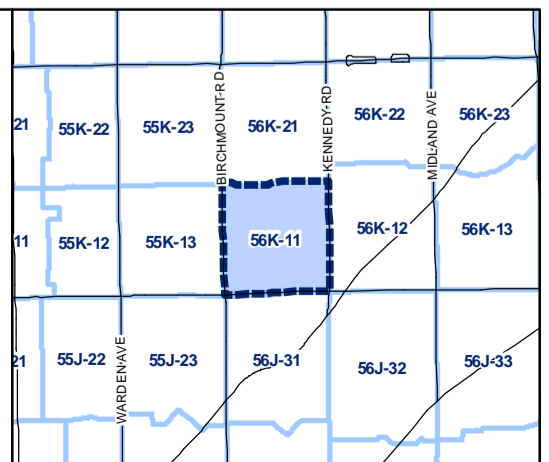 BIRCHMOUNT RD
KENNEDY RD
MIDLAND AVE
21
55K-22
55K-23
56K-21
56K-22
56K-23
11
55K-12
55K-13
56K-11
56K-12
56K-13
21
55J-22
55J-23
56J-31
56J-32
56J-33
WARDEN AVE